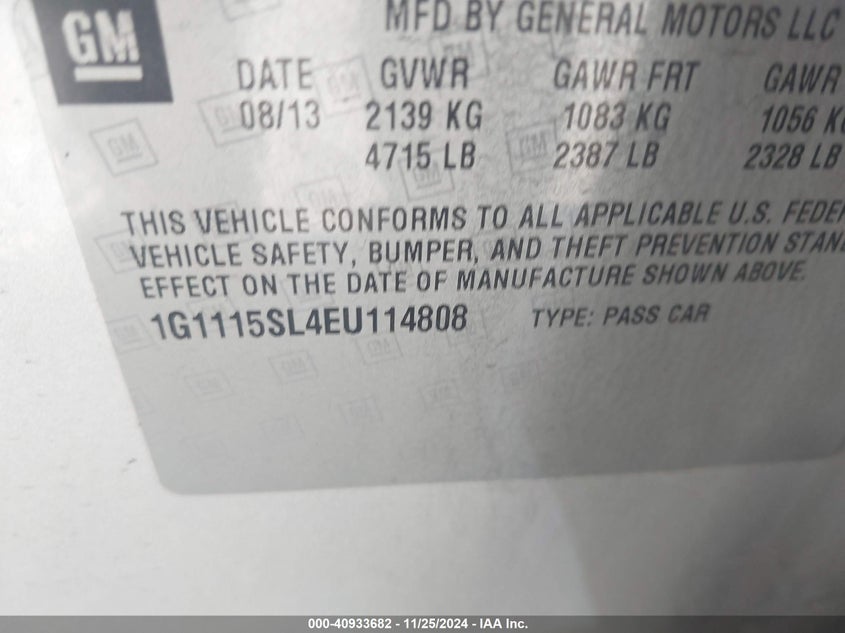 GM
MFD BY GENERAL MOTORS LLC
DATE GVWR GAWR FRT GAWR
08/13 2139 KG 1083 KG 1056 KG
4715 LB 2387 LB 2328 LB
THIS VEHICLE CONFORMS TO ALL APPLICABLE U.S. FEDER
VEHICLE SAFETY, BUMPER, AND THEFT PREVENTION STAN
EFFECT ON THE DATE OF MANUFACTURE SHOWN ABOVE.
1G1115SL4EU114808 TYPE: PASS CAR
000-40933682 - 11/25/2024 - IAA Inc.